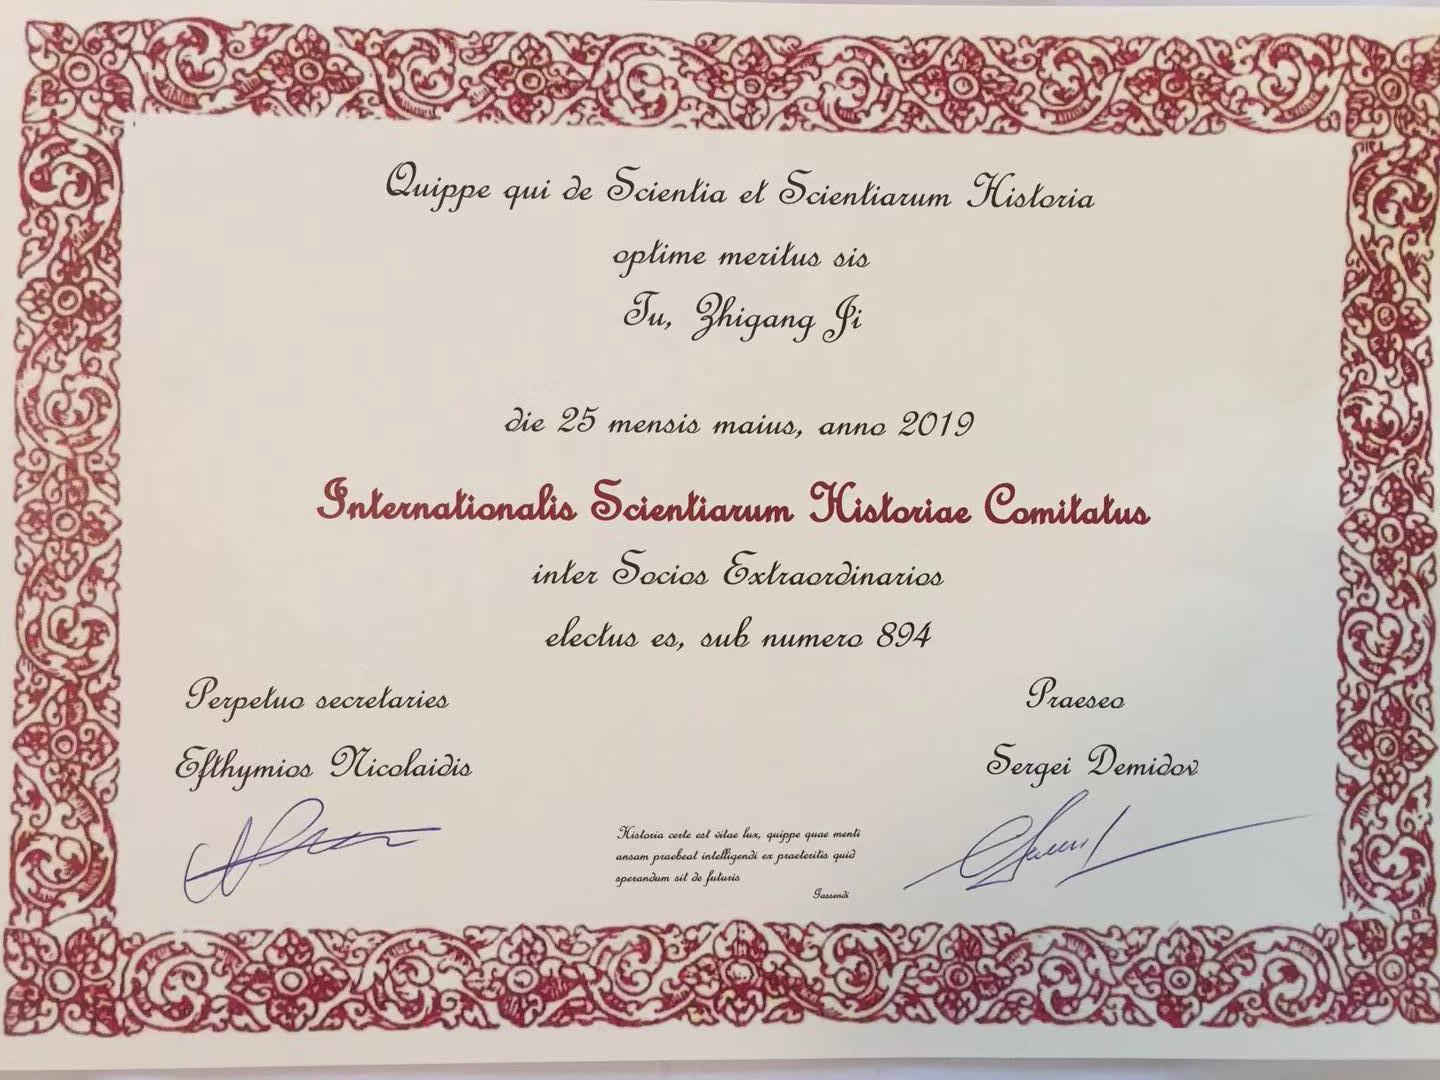 Quippe qui de Scientia et Scientiarum Historia
optime meritus sis
Tu, Zhigang Ji
die 25 mensis maius, anno 2019
Internationalis Scientiarum Historiae Comitatus
inter Socios Extraordinarios
electus es, sub numero 894
Perpetuo secretaries
Praeseo
Efthymios Nicolaidis
Sergei Demidov
Historia certe est vitae lux, quippe quae menti
ansam praebeat intelligendi ex praeteritis quid
sperandum sit de futuris
Gassendi